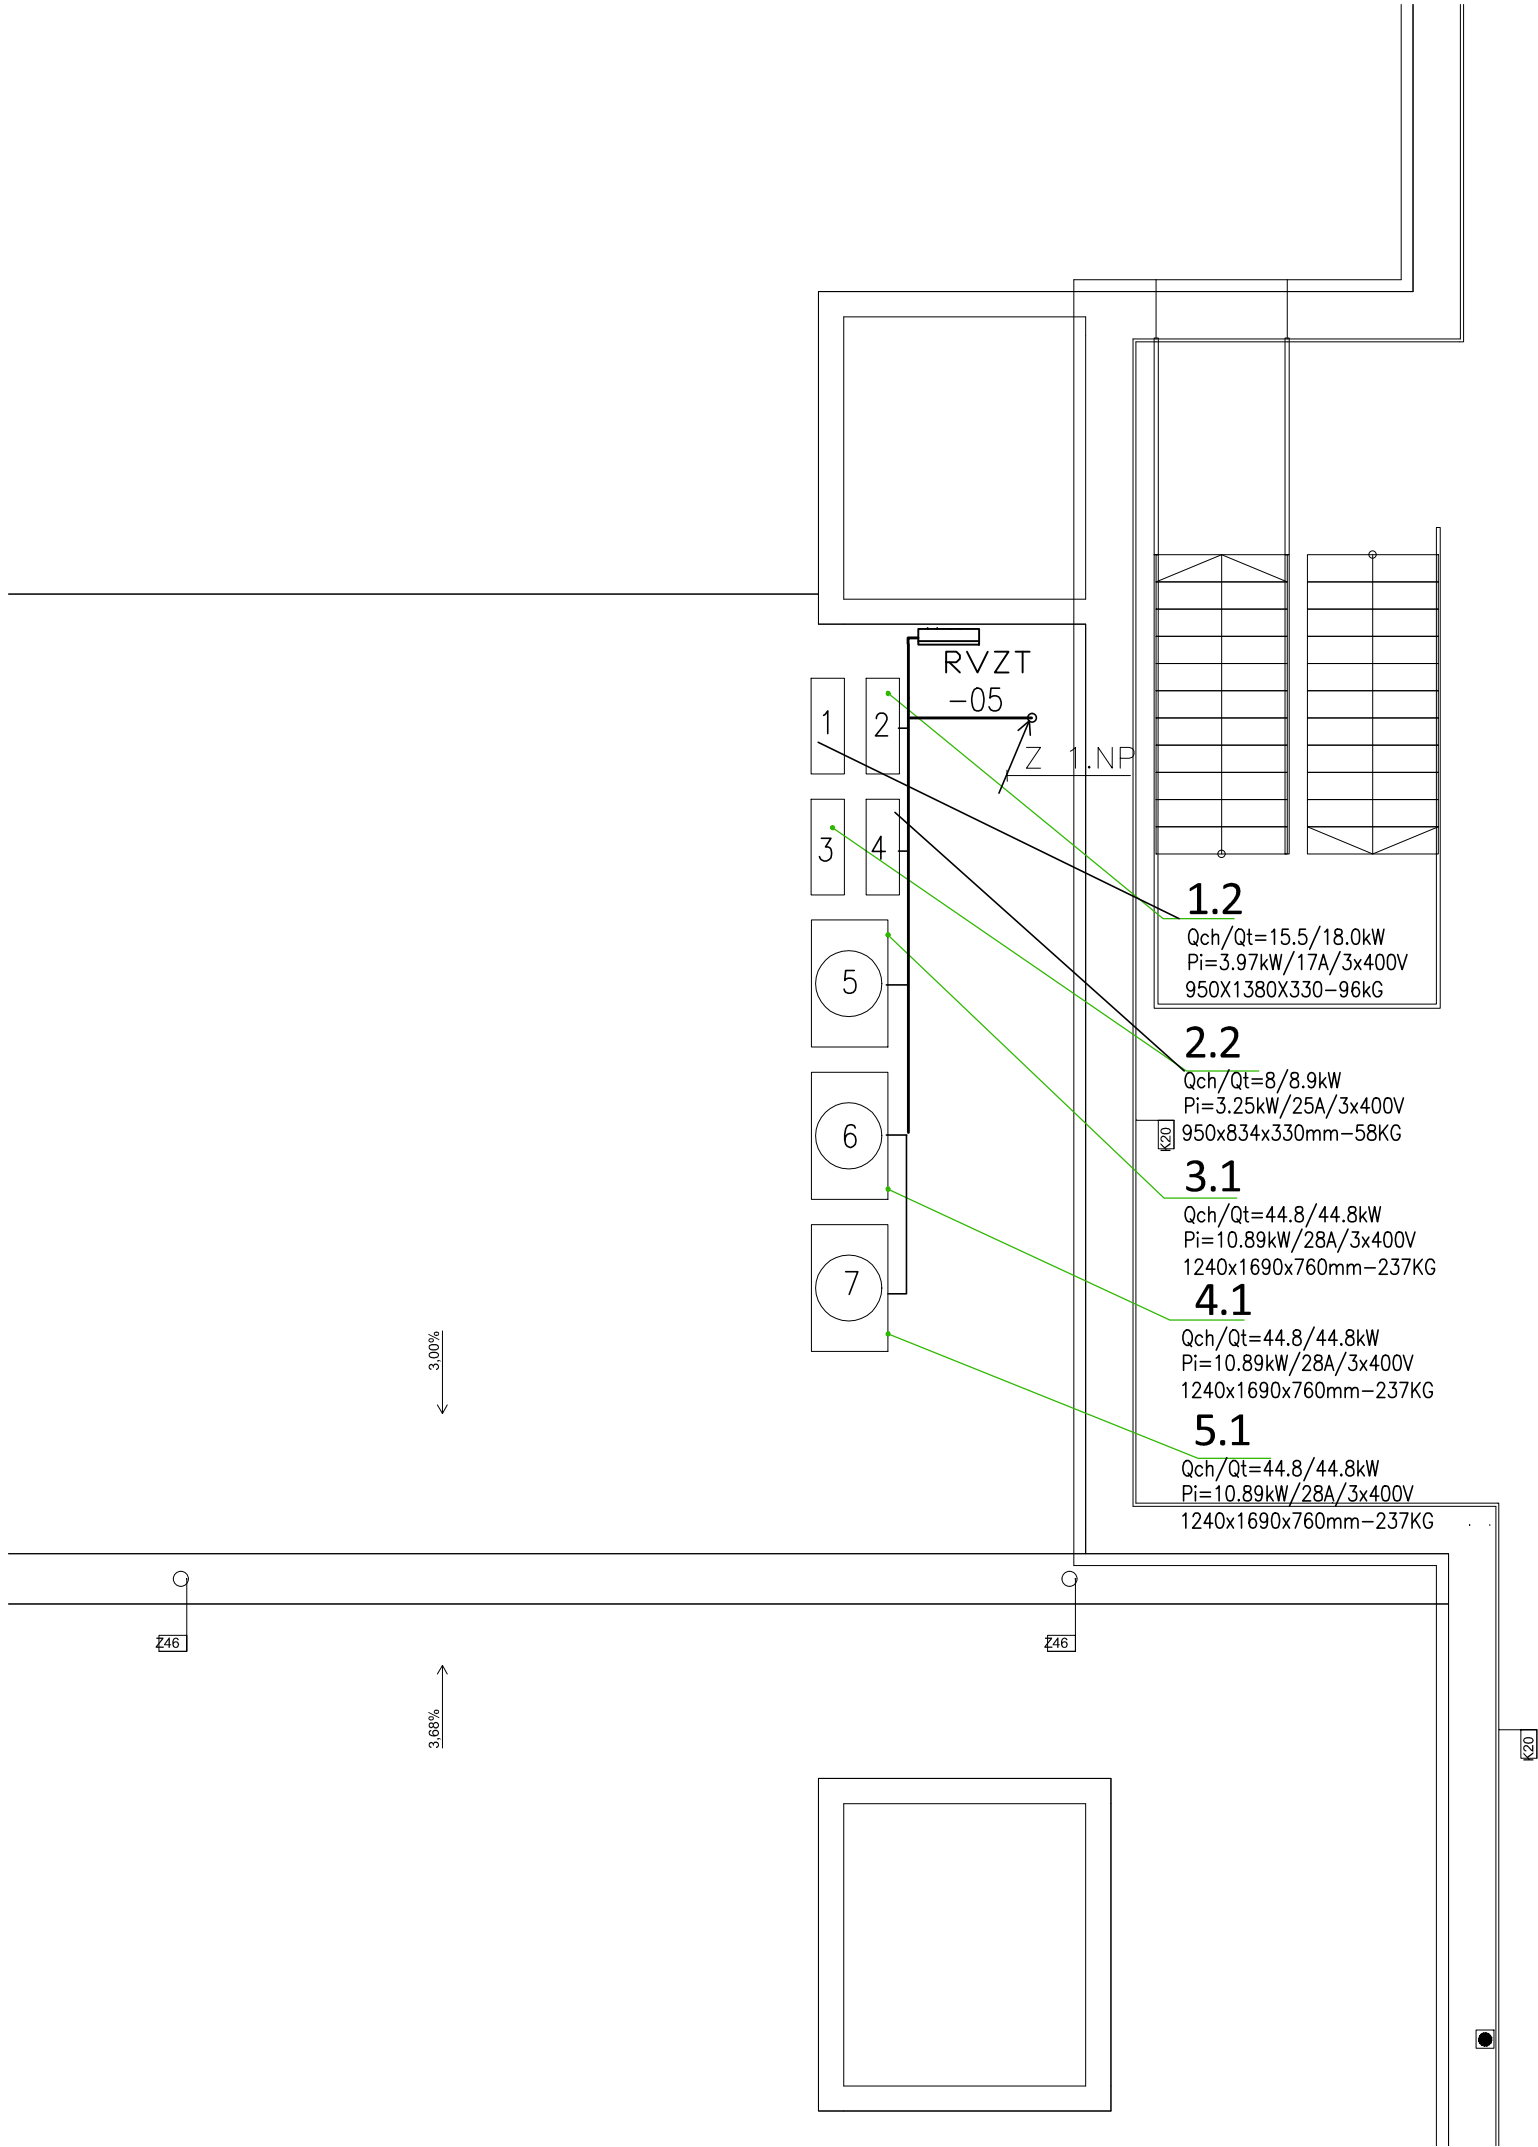 RVZT
-05
1
2
Z 1.NP
3
4
1.2
Qch/Qt=15.5/18.0kW
Pi=3.97kW/17A/3x400V
950X1380X330-96kG
5
2.2
Qch/Qt=8/8.9kW
Pi=3.25kW/25A/3x400V
950x834x330mm-58KG
K20
6
3.1
Qch/Qt=44.8/44.8kW
Pi=10.89kW/28A/3x400V
1240x1690x760mm-237KG
7
4.1
Qch/Qt=44.8/44.8kW
Pi=10.89kW/28A/3x400V
1240x1690x760mm-237KG
3,00%
5.1
Qch/Qt=44.8/44.8kW
Pi=10.89kW/28A/3x400V
1240x1690x760mm-237KG
Z46
Z46
3,68%
K20